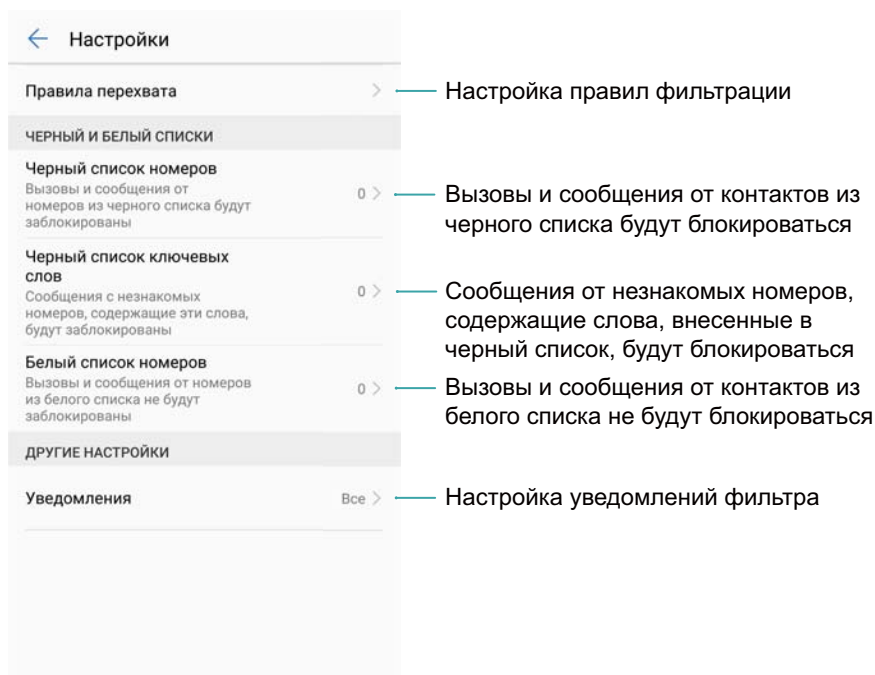 Настройки
Правила перехвата
Настройка правил фильтрации
ЧЕРНЫЙ И БЕЛЫЙ СПИСКИ
Черный список номеров
Вызовы и сообщения от
номеров из черного списка будут
заблокированы
0
Вызовы и сообщения от контактов из
черного списка будут блокироваться
Черный список ключевых
слов
Сообщения с незнакомых
номеров, содержащие эти слова,
будут заблокированы
0
Сообщения от незнакомых номеров,
содержащие слова, внесенные в
черный список, будут блокироваться
Белый список номеров
Вызовы и сообщения от номеров
из белого списка не будут
заблокированы
0
Вызовы и сообщения от контактов из
белого списка не будут блокироваться
ДРУГИЕ НАСТРОЙКИ
Уведомления
Все
Настройка уведомлений фильтра